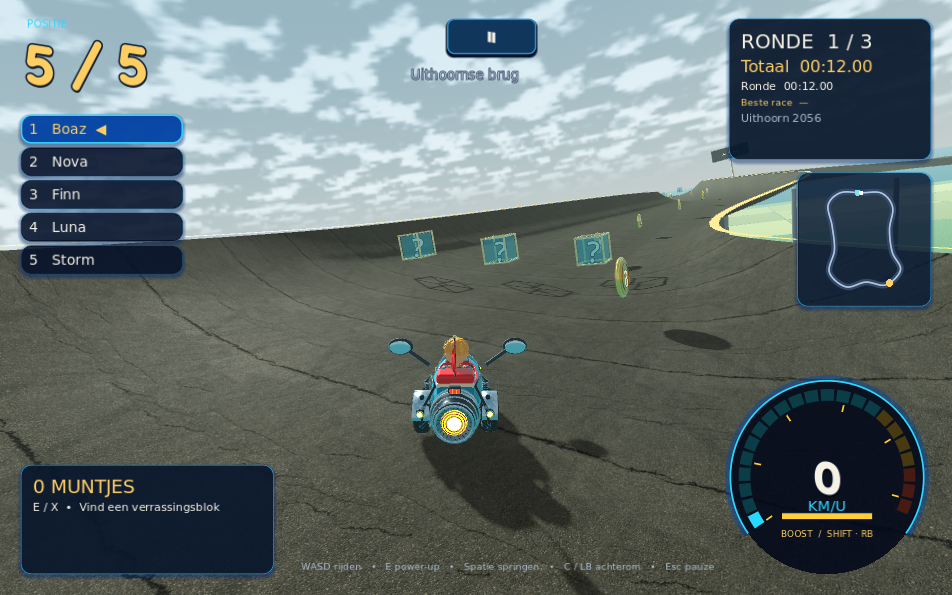 POSITIE
5 / 5
1 Boaz ◀
2 Nova
3 Finn
4 Luna
5 Storm
Uithoornse brug
RONDE 1 / 3
Totaal 00:12.00
Ronde 00:12.00
Beste race —
Uithoorn 2056
?
?
?
0 MUNTJES
E / X • Vind een verrassingsblok
0
KM/U
BOOST / SHIFT · RB
WASD rijden • E power-up • Spatie springen • C / LB achterom • Esc pauze